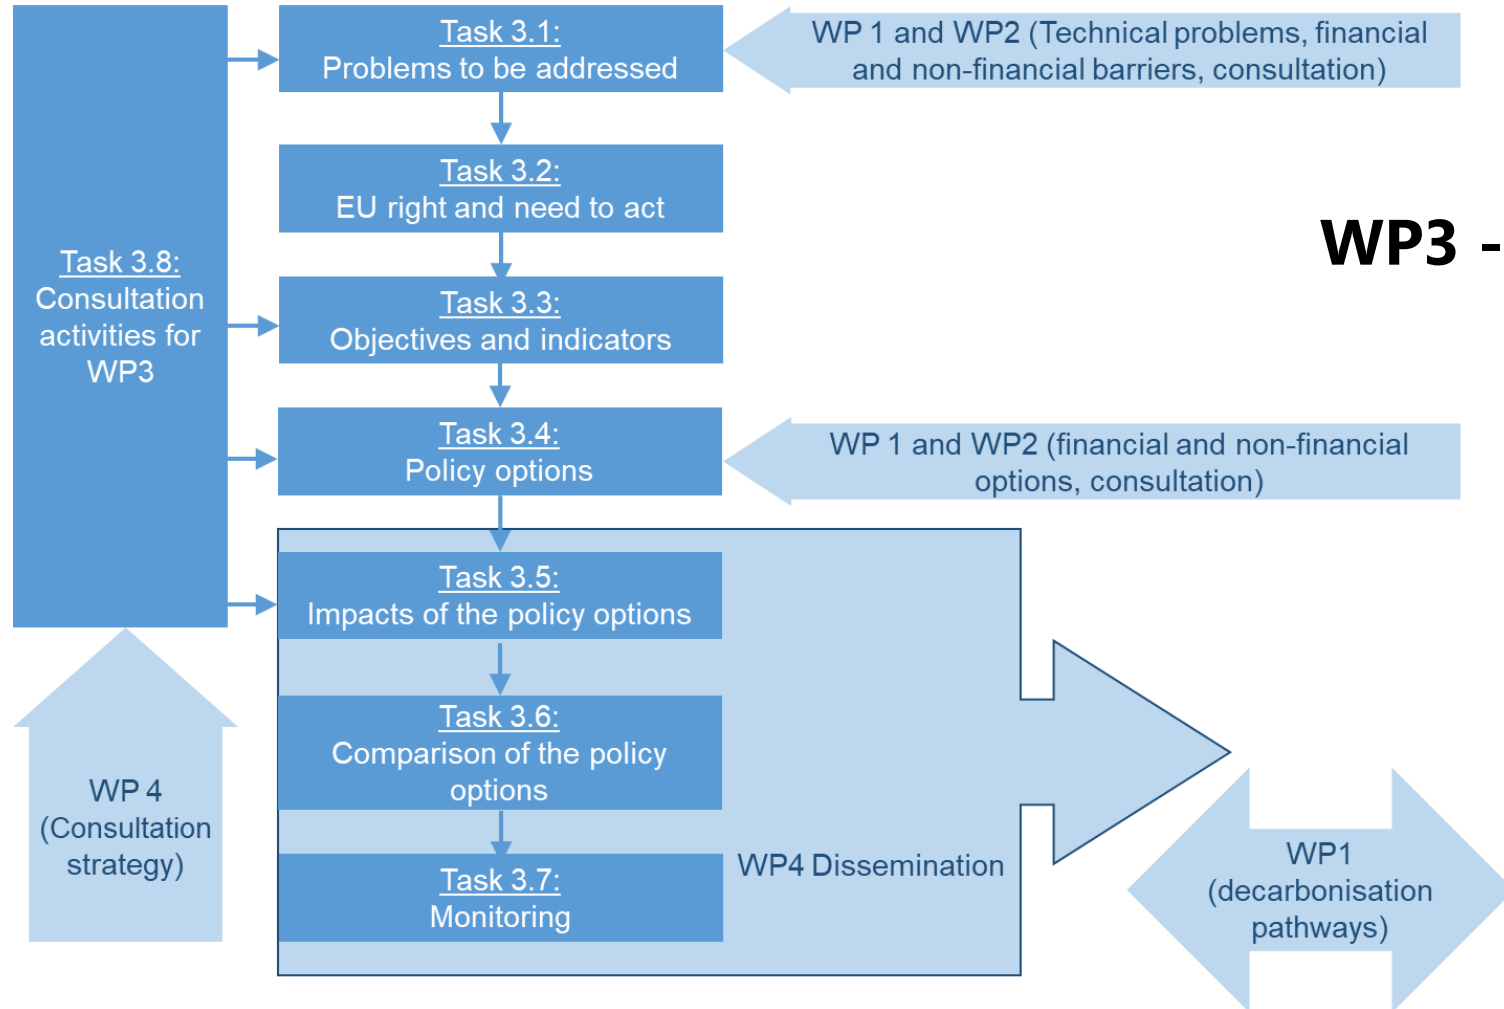 Task 3.1:
Problems to be addressed
WP 1 and WP2 (Technical problems, financial
and non-financial barriers, consultation)
Task 3.2:
EU right and need to act
WP3 -
Task 3.8:
Consultation
activities for
WP3
Task 3.3:
Objectives and indicators
Task 3.4:
Policy options
WP 1 and WP2 (financial and non-financial
options, consultation)
Task 3.5:
Impacts of the policy options
Task 3.6:
Comparison of the policy
options
WP 4
(Consultation
strategy)
Task 3.7:
Monitoring
WP4 Dissemination
WP1
(decarbonisation
pathways)